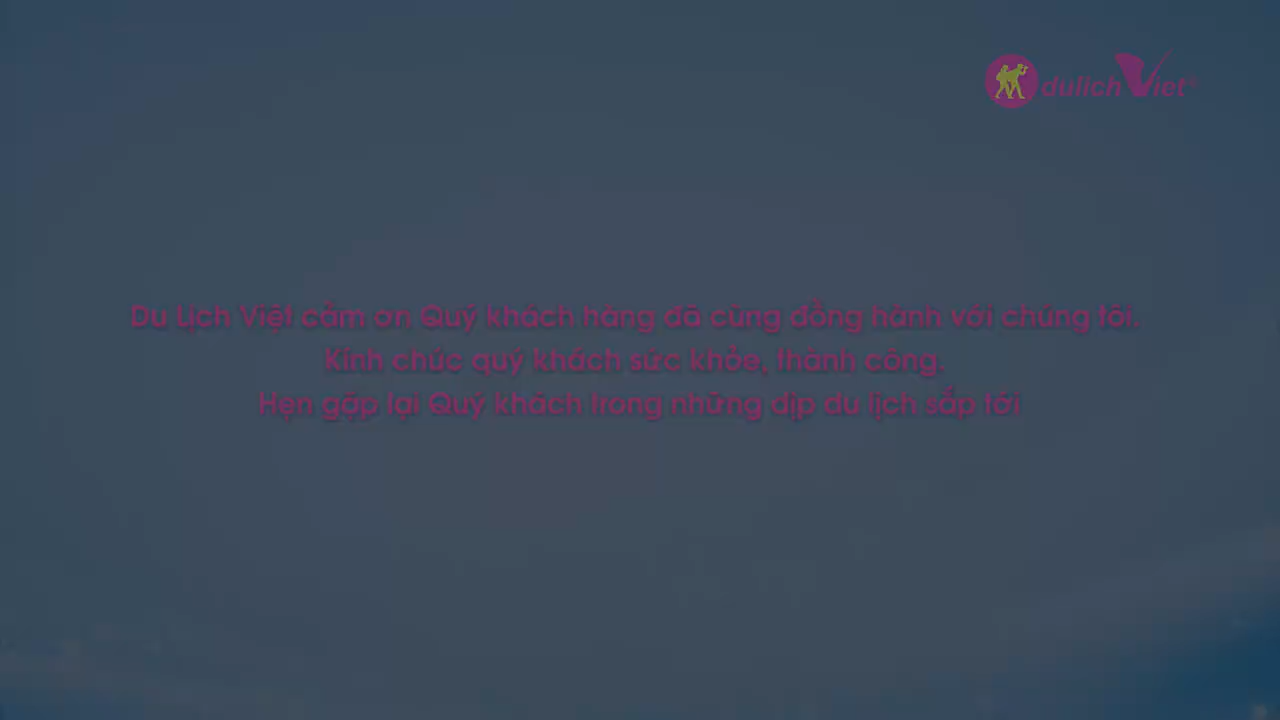 dulichViet®
Du Lịch Việt cảm ơn Quý khách hàng đã cùng đồng hành với chúng tôi.
Kính chúc quý khách sức khỏe, thành công.
Hẹn gặp lại Quý khách trong những dịp du lịch sắp tới